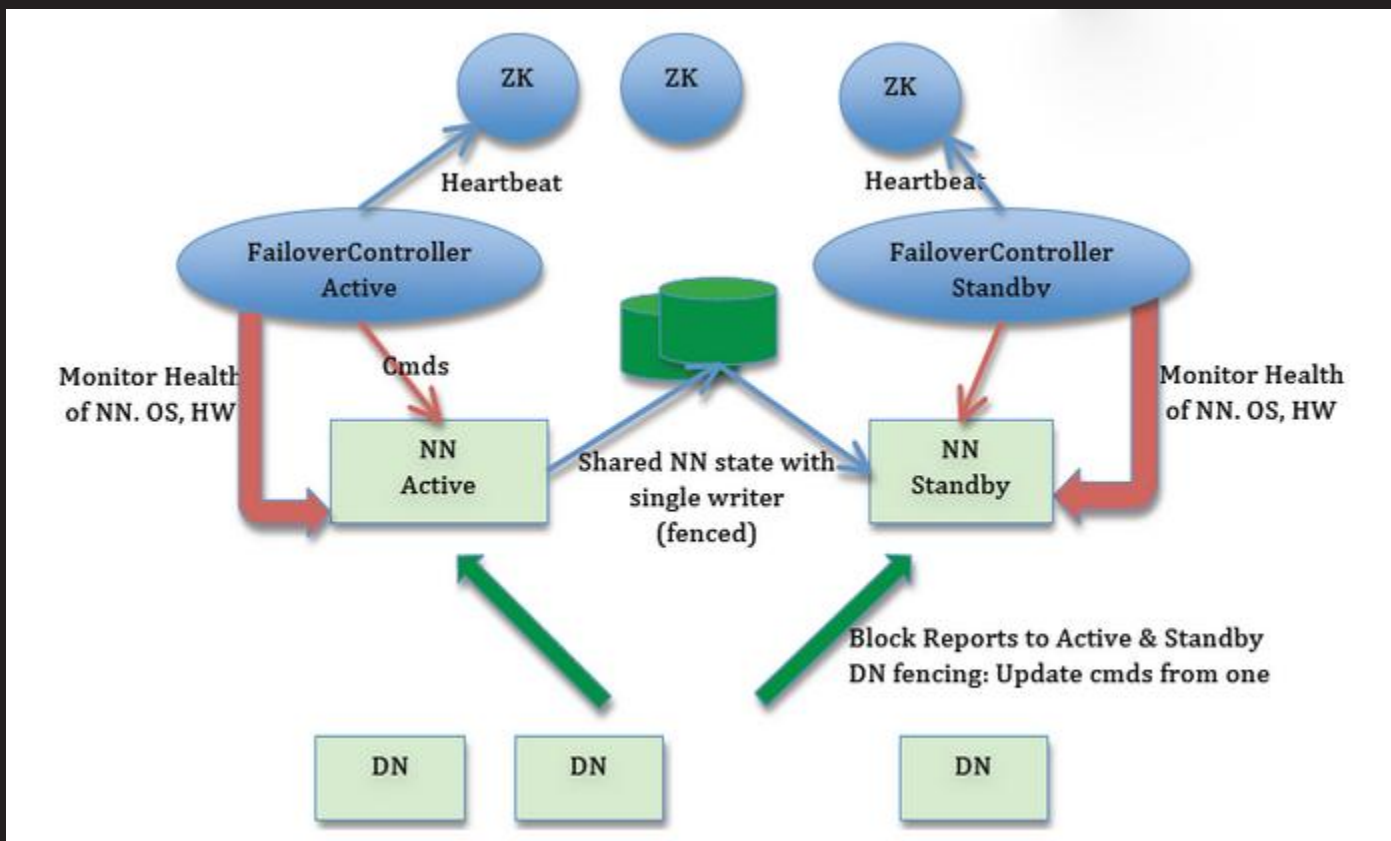 ZK
ZK
ZK
Heartbeat
Heartbeat
FailoverController
Active
FailoverController
Standby
Cmds
Monitor Health
of NN. OS, HW
Monitor Health
of NN. OS, HW
NN
Active
Shared NN state with
single writer
(fenced)
NN
Standby
Block Reports to Active & Standby
DN fencing: Update cmds from one
DN
DN
DN